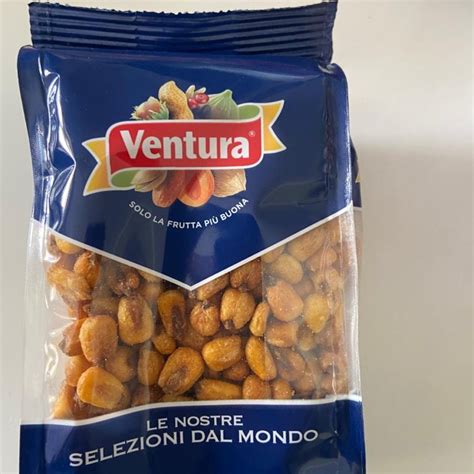 Ventura®
SOLO LA FRUTTA PIÙ BUONA
LE NOSTRE
SELEZIONI DAL MONDO